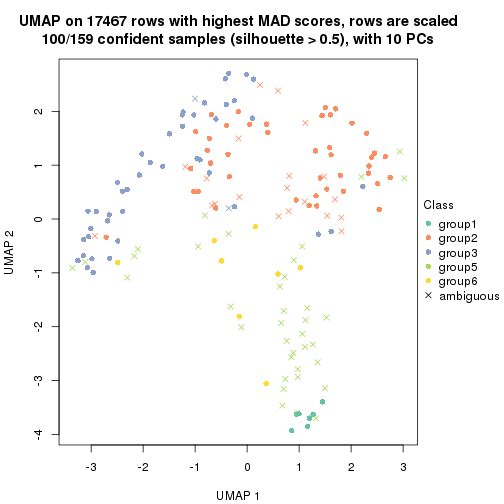 UMAP on 17467 rows with highest MAD scores, rows are scaled
100/159 confident samples (silhouette > 0.5), with 10 PCs
2
1
0
-1
-2
-3
-4
UMAP 2
-3
-2
-1
0
1
2
3
UMAP 1
Class
group1
group2
group3
group5
group6
ambiguous